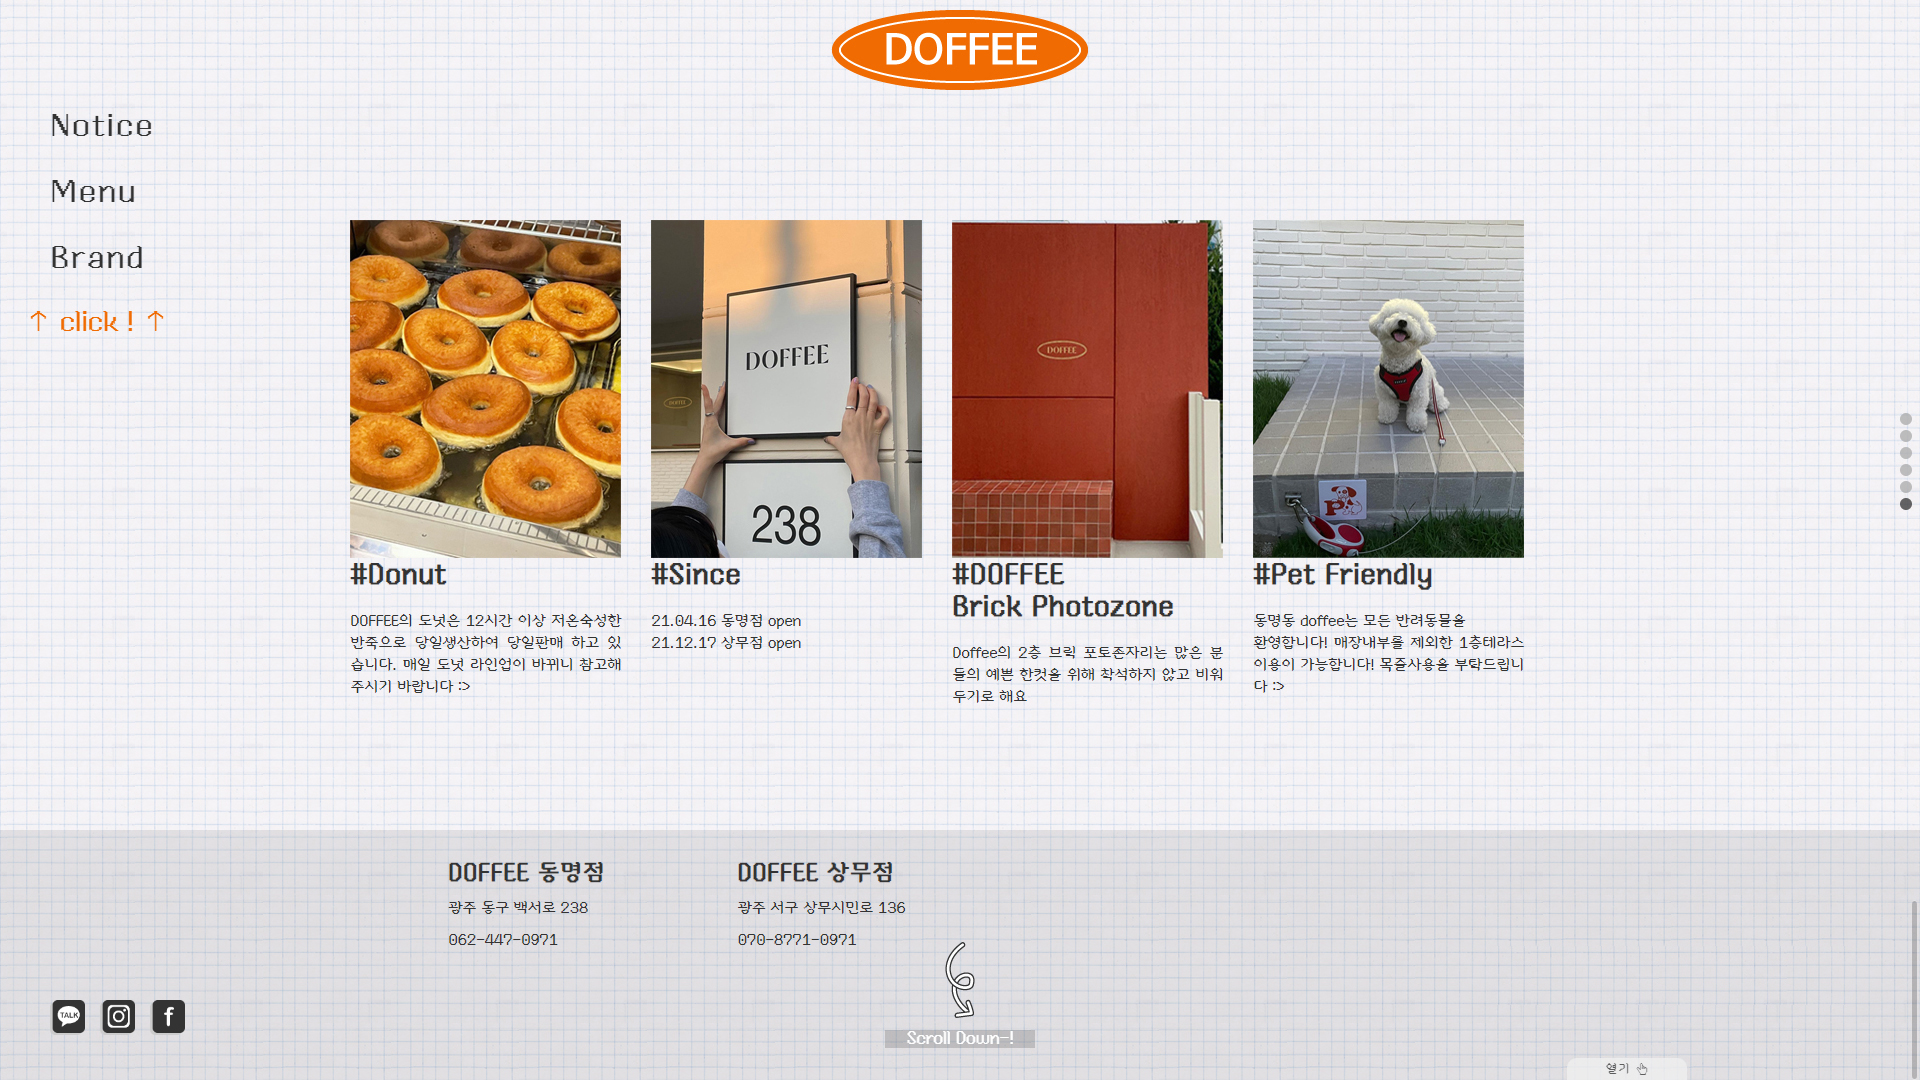 DOFFEE
Notice
Menu
Brand
↑ click ! ↑
DOFFEE
238
DOFFEE
#Donut
DOFFEE의 도넛은 12시간 이상 저온숙성한
반죽으로 당일생산하여 당일판매 하고 있
습니다. 매일 도넛 라인업이 바뀌니 참고해
주시기 바랍니다 :>
#Since
21.04.16 동명점 open
21.12.17 상무점 open
#DOFFEE
Brick Photozone
Doffee의 2층 브릭 포토존자리는 많은 분
들의 예쁜 한컷을 위해 착석하지 않고 비워
두기로 해요
#Pet Friendly
동명동 doffee는 모든 반려동물을
환영합니다! 매장내부를 제외한 1층테라스
이용이 가능합니다! 목줄사용을 부탁드립니
다 :>
DOFFEE 동명점
광주 동구 백서로 238
062-447-0971
DOFFEE 상무점
광주 서구 상무시민로 136
070-8771-0971
TALK
f
Scroll Down-!
열기